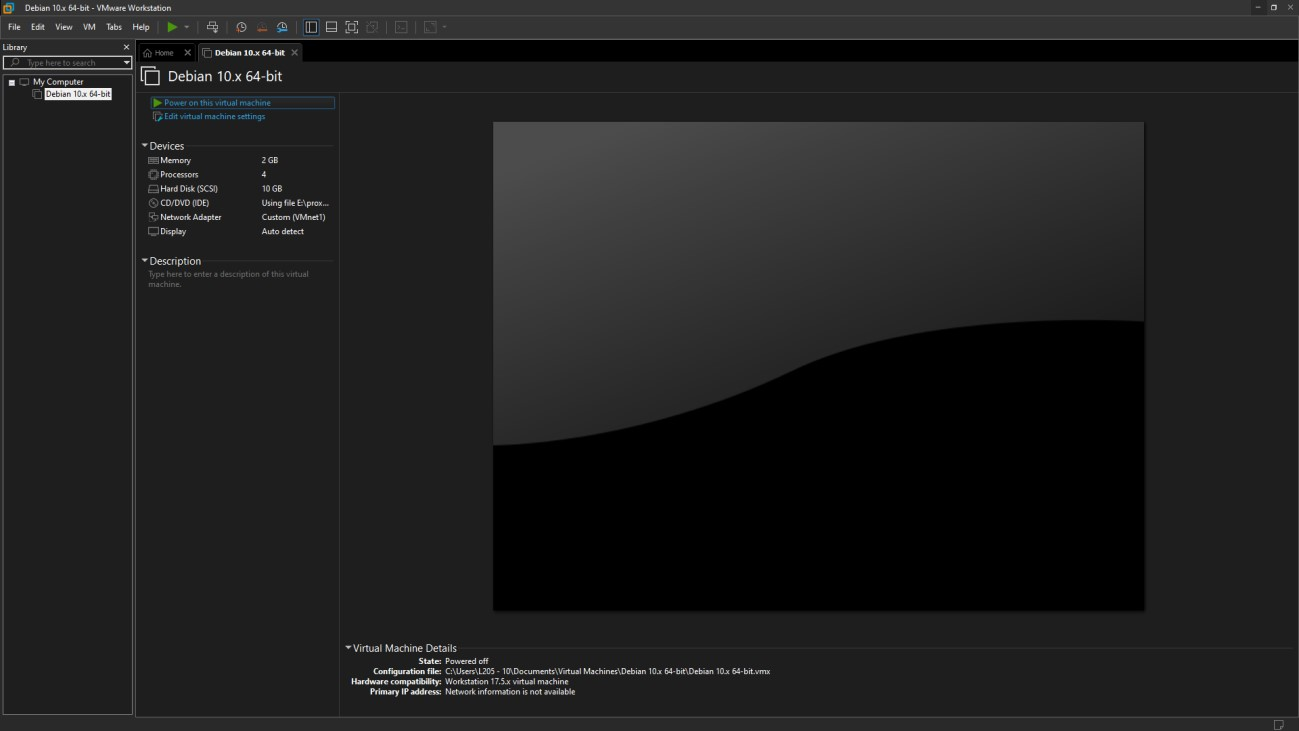 Debian 10.x 64-bit - VMware Workstation
File Edit View VM Tabs Help
Library
Type here to search
My Computer
Debian 10.x 64-bit
Home Debian 10.x 64-bit
Debian 10.x 64-bit
Power on this virtual machine
Edit virtual machine settings
Devices
Memory 2 GB
Processors 4
Hard Disk (SCSI) 10 GB
CD/DVD (IDE) Using file E:\prox...
Network Adapter Custom (VMnet1)
Display Auto detect
Description
Type here to enter a description of this virtual
machine.
Virtual Machine Details
State: Powered off
Configuration file: C:\Users\L205 - 10\Documents\Virtual Machines\Debian 10.x 64-bit\Debian 10.x 64-bit.vmx
Hardware compatibility: Workstation 17.5.x virtual machine
Primary IP address: Network information is not available